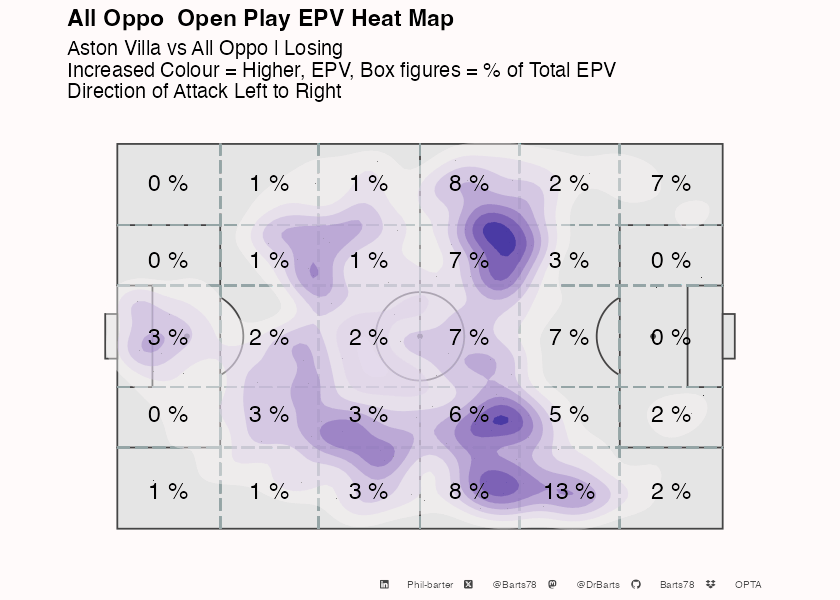 All Oppo  Open Play EPV Heat Map
Aston Villa vs All Oppo | Losing
Increased Colour = Higher, EPV, Box figures = % of Total EPV
Direction of Attack Left to Right
0 % 1 % 1 % 8 % 2 % 7 %
0 % 1 % 1 % 7 % 3 % 0 %
3 % 2 % 2 % 7 % 7 % 0 %
0 % 3 % 3 % 6 % 5 % 2 %
1 % 1 % 3 % 8 % 13 % 2 %
Phil-barter @Barts78 @DrBarts Barts78 OPTA